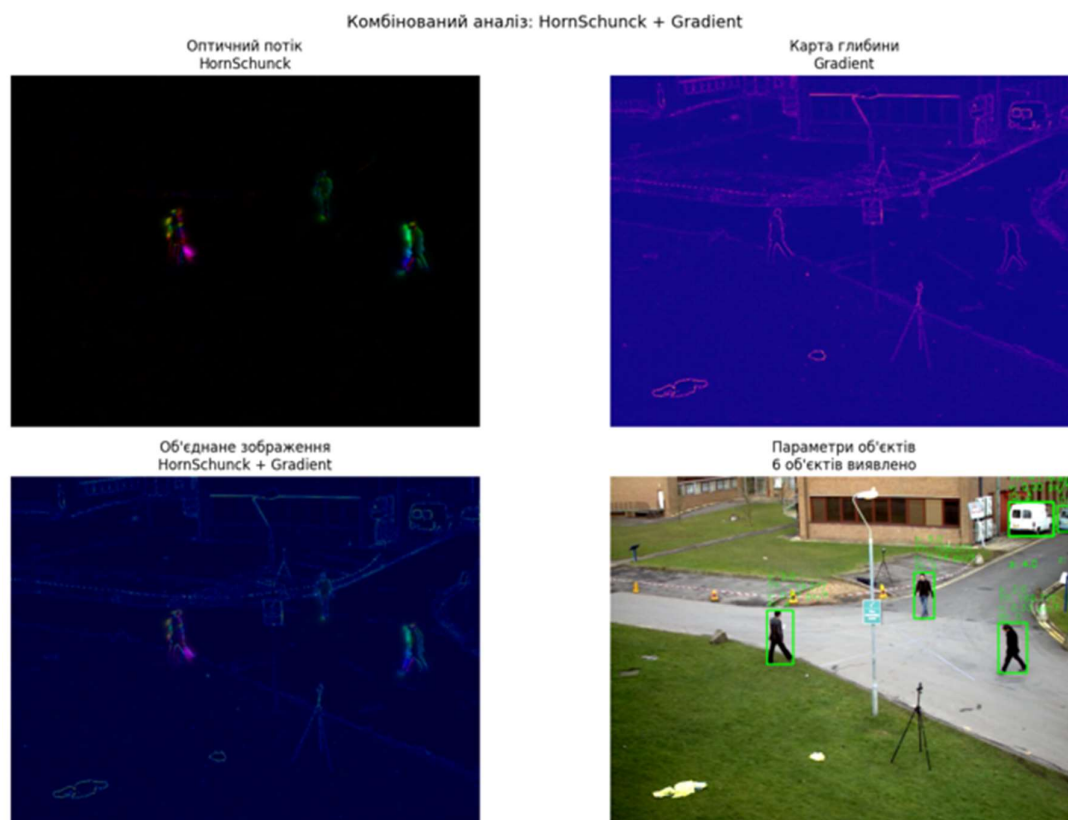 Комбінований аналіз: HornSchunck + Gradient
Оптичний потік
HornSchunck
Карта глибини
Gradient
Об'єднане зображення
HornSchunck + Gradient
Параметри об'єктів
6 об'єктів виявлено